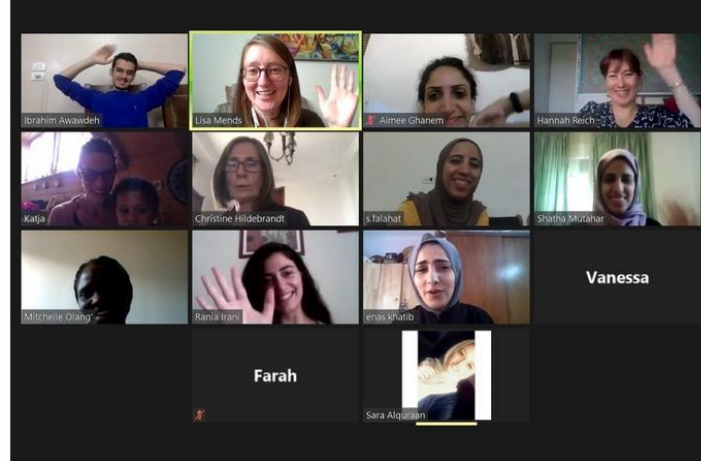 Ibrahim Awawdeh
Lisa Mends
Aimee Ghanem
Hannah Reich
Katja
Christine Hildebrandt
s falahat
Shatha Mutahar
Mitchelle Olang'
Rania Irani
enas khatib
Vanessa
Farah
Sara Alquraan